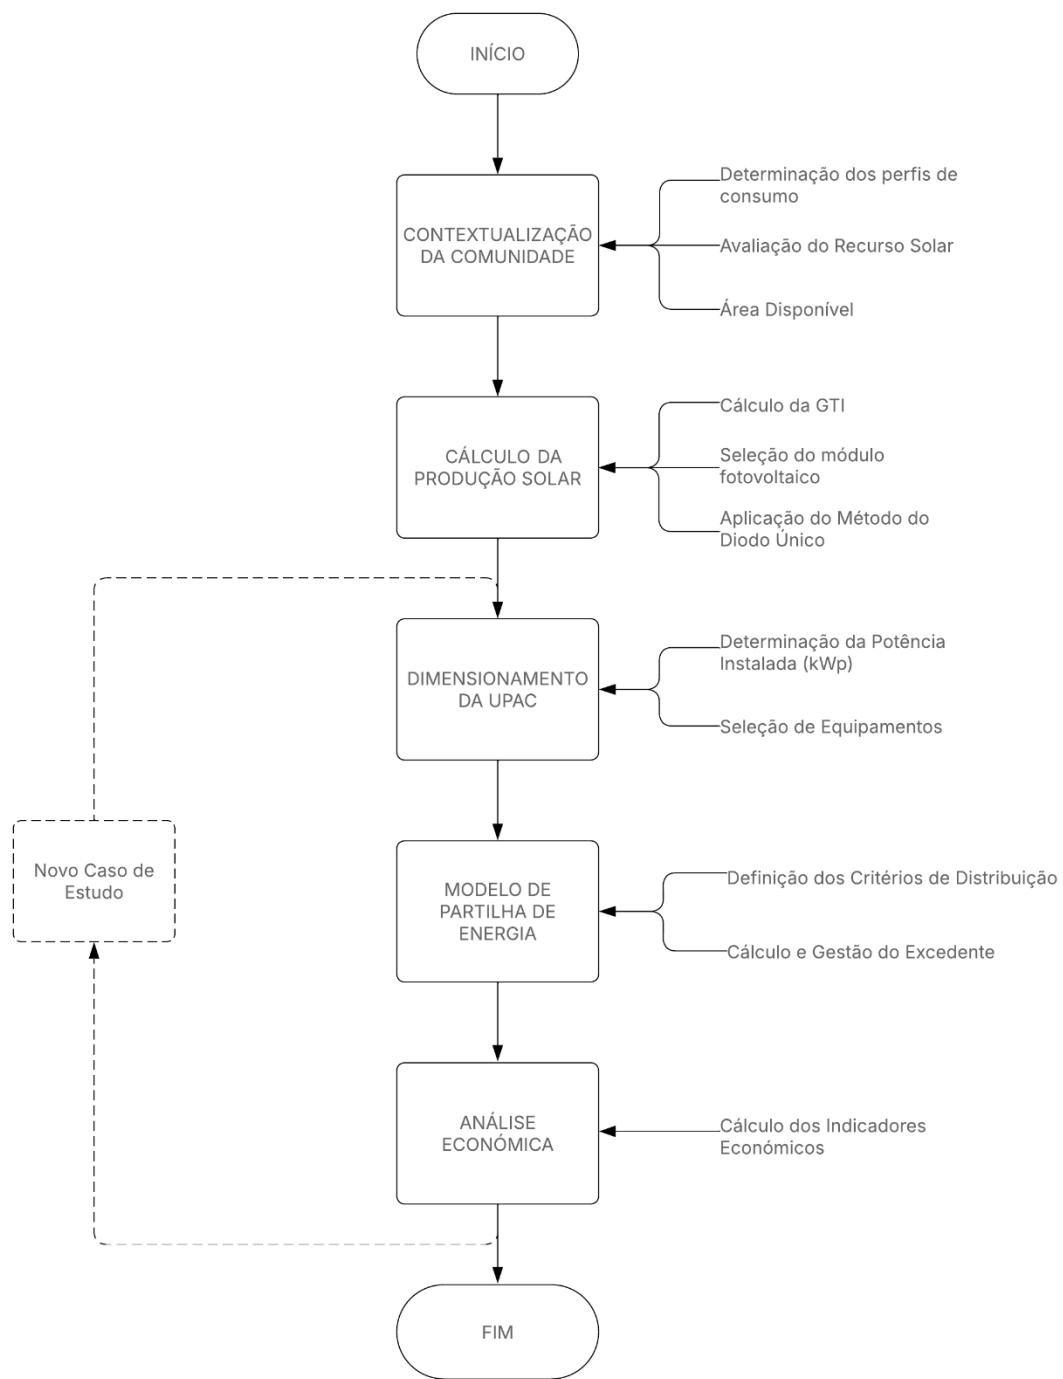 INÍCIO
CONTEXTUALIZAÇÃO
DA COMUNIDADE
Determinação dos perfis de
consumo
Avaliação do Recurso Solar
Área Disponível
CÁLCULO DA
PRODUÇÃO SOLAR
Cálculo da GTI
Seleção do módulo
fotovoltaico
Aplicação do Método do
Diodo Único
DIMENSIONAMENTO
DA UPAC
Determinação da Potência
Instalada (kWp)
Seleção de Equipamentos
Novo Caso de
Estudo
MODELO DE
PARTILHA DE
ENERGIA
Definição dos Critérios de Distribuição
Cálculo e Gestão do Excedente
ANÁLISE
ECONÓMICA
Cálculo dos Indicadores
Económicos
FIM